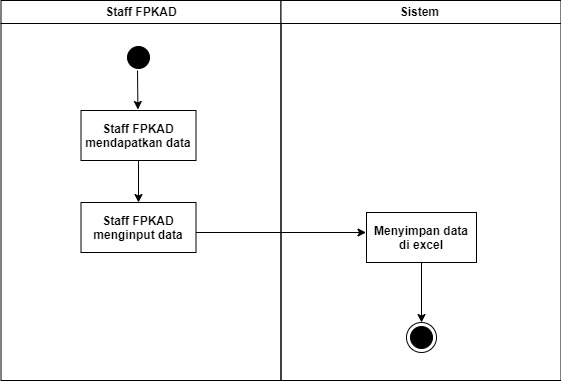 Staff FPKAD
Sistem
Staff FPKAD
mendapatkan data
Staff FPKAD
menginput data
Menyimpan data
di excel